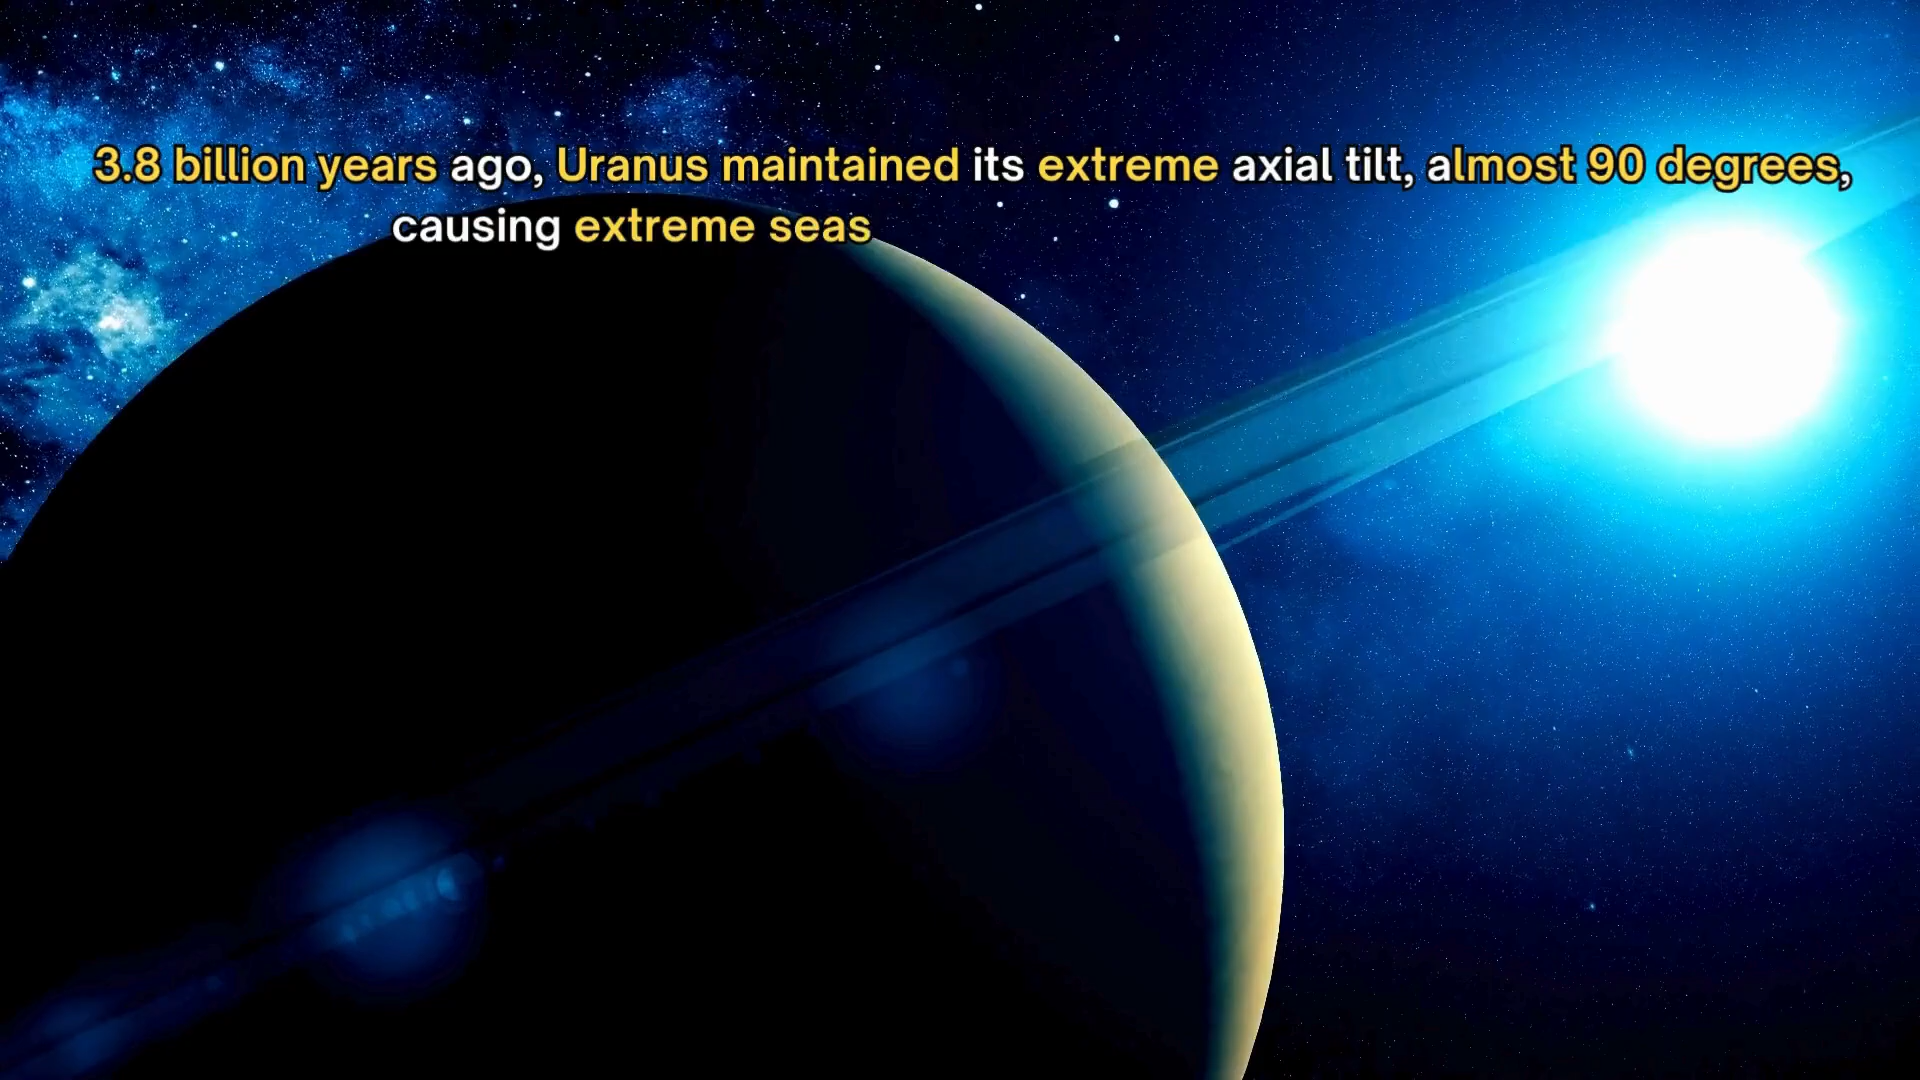 3.8 billion years ago, Uranus maintained its extreme axial tilt, almost 90 degrees,
causing extreme seas